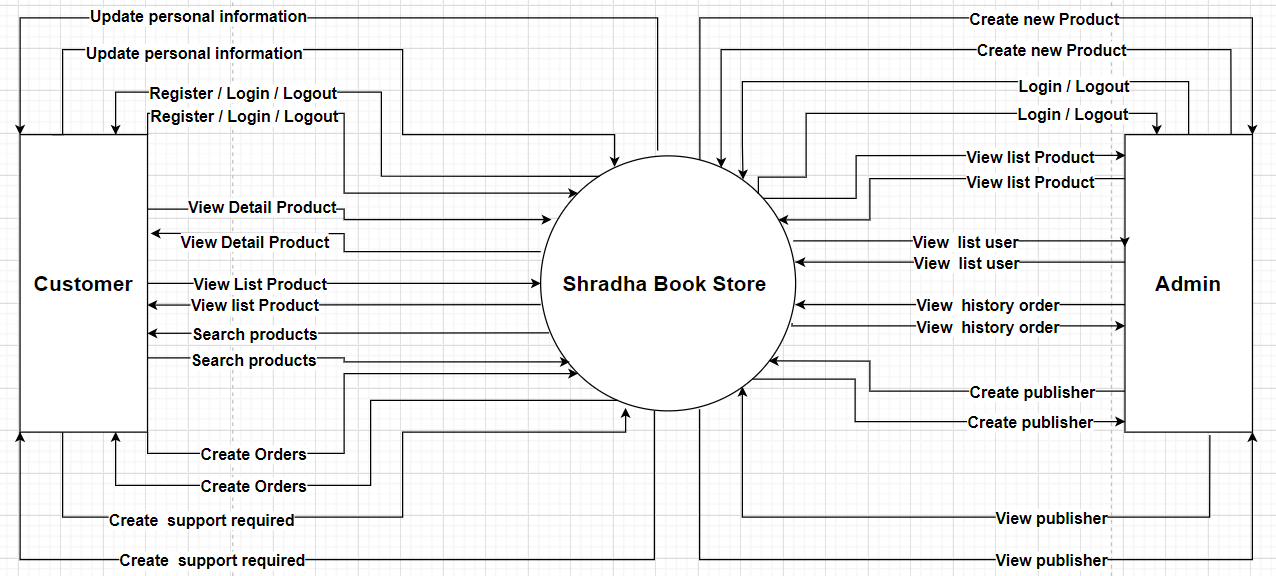 Update personal information
Update personal information
Register / Login / Logout
Register / Login / Logout
View Detail Product
View Detail Product
Customer
View List Product
View list Product
Search products
Search products
Create Orders
Create Orders
Create  support required
Create  support required
Shradha Book Store
Create new Product
Create new Product
Login / Logout
Login / Logout
View list Product
View list Product
View  list user
View  list user
Admin
View  history order
View  history order
Create publisher
Create publisher
View publisher
View publisher